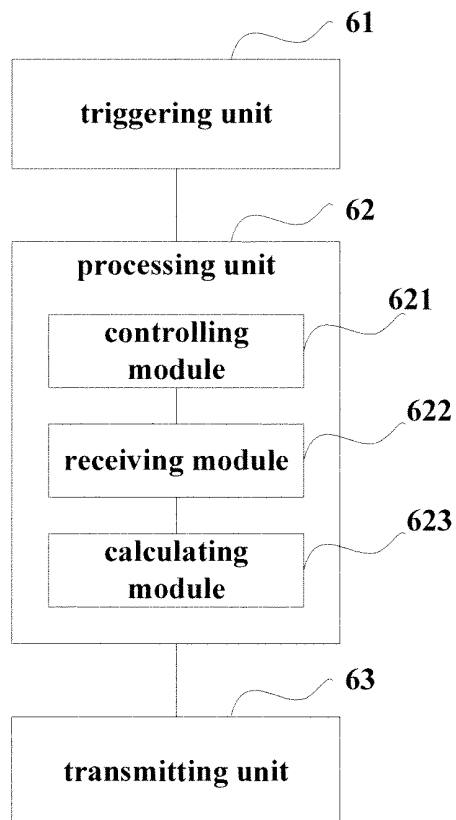 61
triggering unit
62
processing unit
621
controlling
module
622
receiving module
623
calculating
module
63
transmitting unit